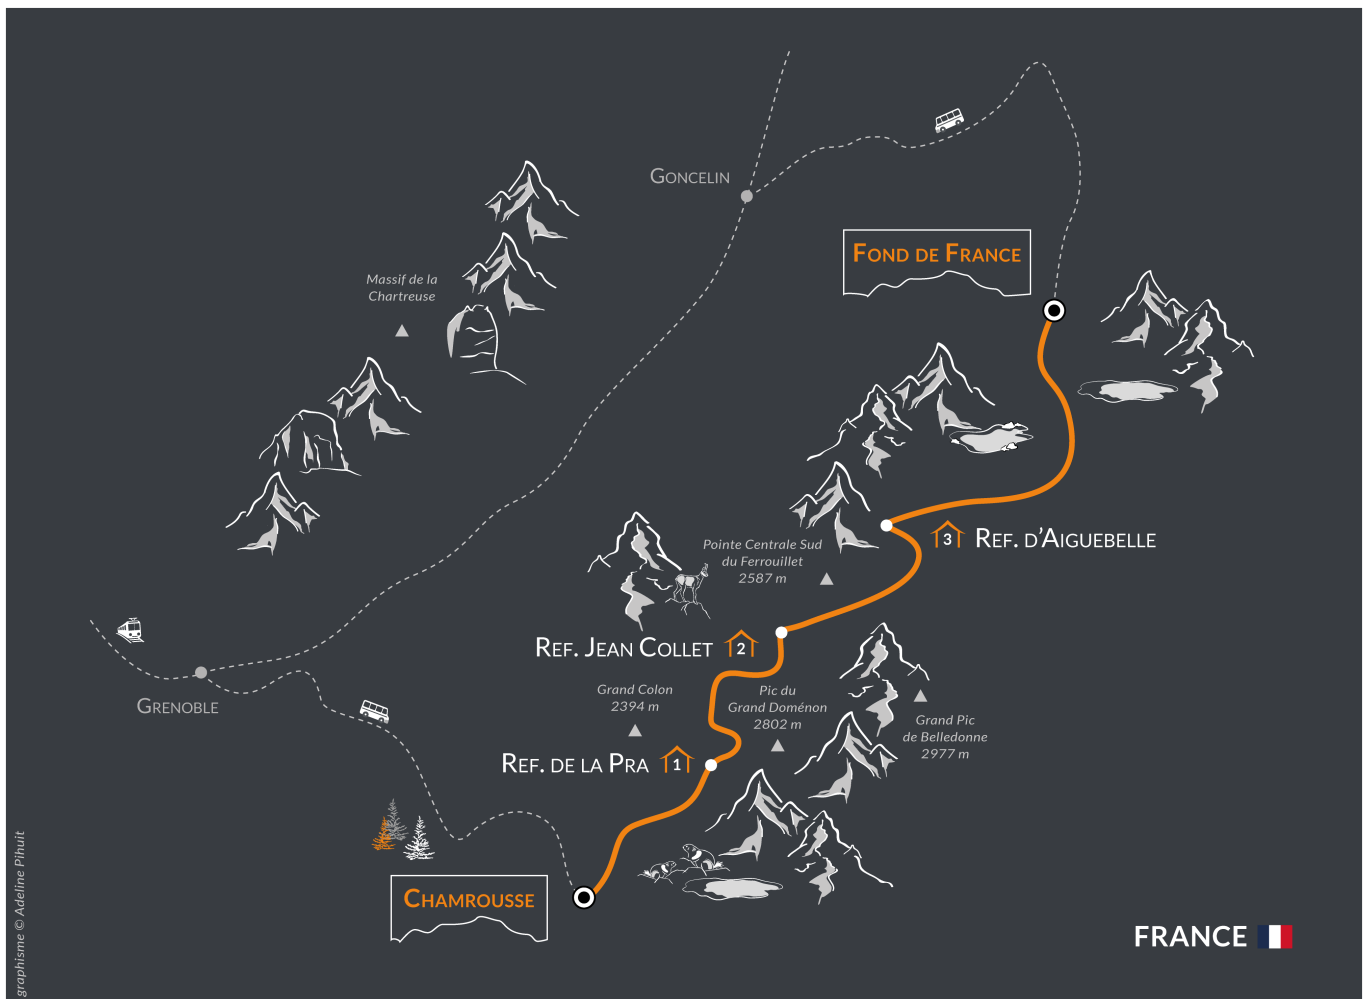 GONCELIN
FOND DE FRANCE
Massif de la
Chartreuse
3 REF. D'AIGUEBELLE
Pointe Centrale Sud
du Ferrouillet
2587 m
REF. JEAN COLLET 2
Grand Colon
2394 m
Pic du
Grand Doménon
2802 m
GRENOBLE
Grand Pic
de Belledonne
2977 m
REF. DE LA PRA 1
CHAMROUSSE
FRANCE
graphisme © Adeline Pihuit